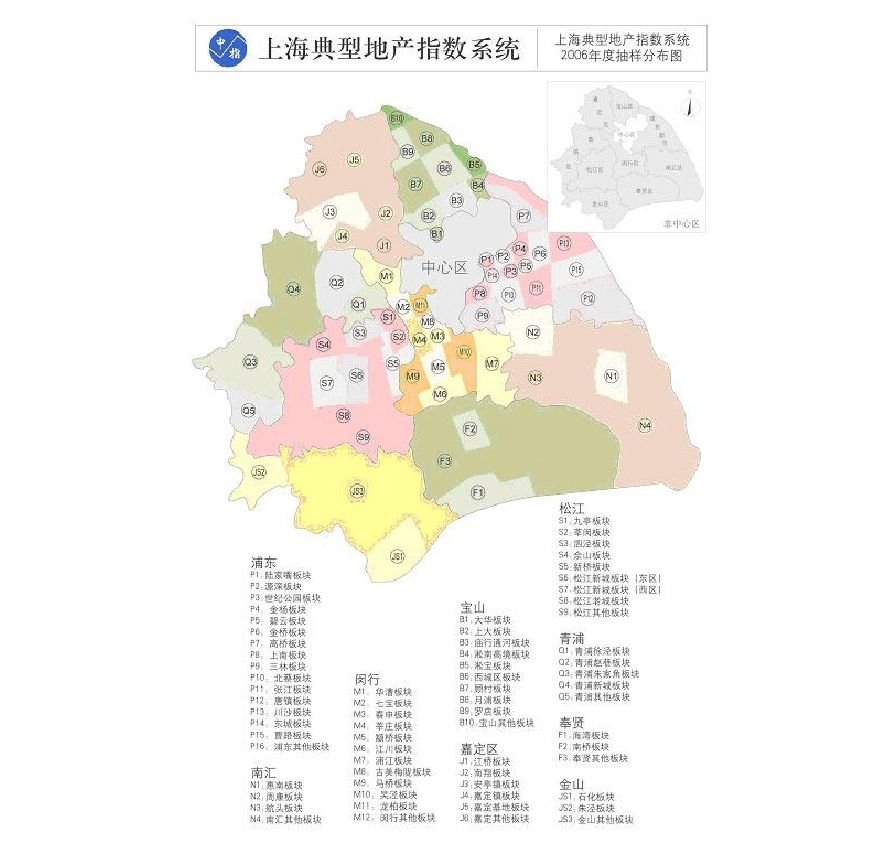 中指
上海典型地产指数系统
上海典型地产指数系统
2006年度抽样分布图
宝山区
中心区
闵行区
松江区
南汇区
奉贤区
金山区
非中心区
B10
B8
B9
B6
B5
B7
B4
B3
B2
B1
J6
J5
J3
J2
J4
J1
P7
P4
P13
P1
P2
P6
P3
P5
P14
P15
P8
P10
P11
P12
P9
中心区
Q4
Q2
Q1
M1
M2
M11
S1
M8
S3
S2
M4
M3
N2
S4
Q3
S5
M5
M10
M7
S7
S6
M9
N3
N1
M6
Q5
S8
N4
S9
F2
F3
JS2
JS3
F1
JS1
浦东
P1、陆家嘴板块
P2、源深板块
P3、世纪公园板块
P4、金杨板块
P5、碧云板块
P6、金桥板块
P7、高桥板块
P8、上南板块
P9、三林板块
P10、北蔡板块
P11、张江板块
P12、唐镇板块
P13、川沙板块
P14、东城板块
P15、曹路板块
P16、浦东其他板块
南汇
N1、惠南板块
N2、周康板块
N3、航头板块
N4、南汇其他板块
闵行
M1、华漕板块
M2、七宝板块
M3、春申板块
M4、莘庄板块
M5、颛桥板块
M6、江川板块
M7、浦江板块
M8、古美梅陇板块
M9、马桥板块
M10、吴泾板块
M11、龙柏板块
M12、闵行其他板块
宝山
B1、大华板块
B2、上大板块
B3、庙行通河板块
B4、淞南高境板块
B5、淞宝板块
B6、西城区板块
B7、顾村板块
B8、月浦板块
B9、罗店板块
B10、宝山其他板块
嘉定区
J1、江桥板块
J2、南翔板块
J3、安亭镇板块
J4、嘉定镇板块
J5、嘉定基地板块
J6、嘉定其他板块
松江
S1、九亭板块
S2、莘闵板块
S3、泗泾板块
S4、佘山板块
S5、新桥板块
S6、松江新城板块（东区）
S7、松江新城板块（西区）
S8、松江老城板块
S9、松江其他板块
青浦
Q1、青浦徐泾板块
Q2、青浦赵巷板块
Q3、青浦朱家角板块
Q4、青浦新城板块
Q5、青浦其他板块
奉贤
F1、海湾板块
F2、南桥板块
F3、奉贤其他板块
金山
JS1、石化板块
JS2、朱泾板块
JS3、金山其他板块